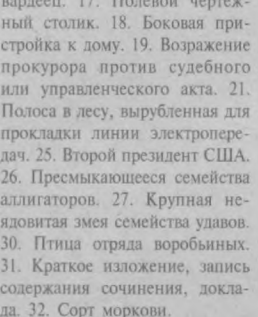 вардеец. 17. Полевой чертеж-
ный столик. 18. Боковая при-
стройка к дому. 19. Возражение
прокурора против судебного
или управленческого акта. 21.
Полоса в лесу, вырубленная для
прокладки линии электропере-
дач. 25. Второй президент США.
26. Пресмыкающееся семейства
аллигаторов. 27. Крупная не-
ядовитая змея семейства удавов.
30. Птица отряда воробьиных.
31. Краткое изложение, запись
содержания сочинения, докла-
да. 32. Сорт моркови.